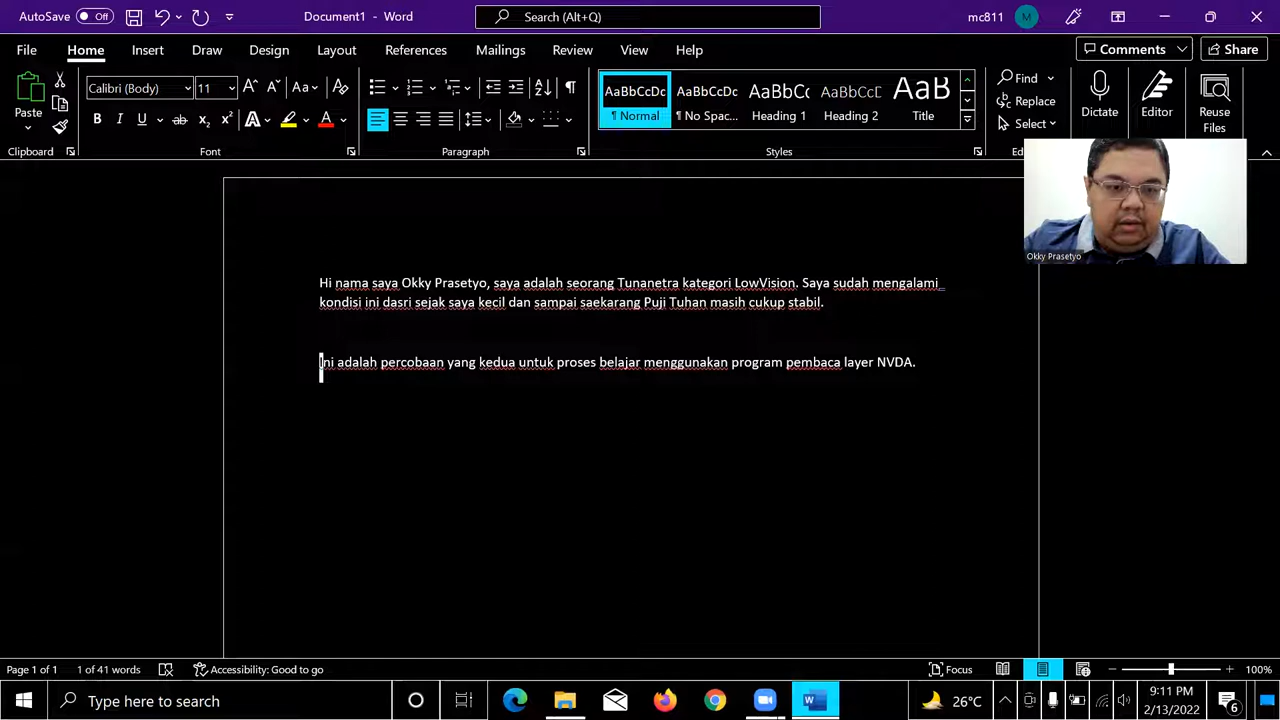 AutoSave Off Document1 - Word Search (Alt+Q) mc811 M
File Home Insert Draw Design Layout References Mailings Review View Help Comments Share
Calibri (Body) 11 Aa AaBbCcDc AaBbCcDc AaBbCc AaBbCcD AaB Find
Paste ¶ Normal ¶ No Spac... Heading 1 Heading 2 Title Replace Dictate Editor Reuse Files
Select
Clipboard Font Paragraph Styles
Okky Prasetyo
Hi nama saya Okky Prasetyo, saya adalah seorang Tunanetra kategori LowVision. Saya sudah mengalami
kondisi ini dasri sejak saya kecil dan sampai saekarang Puji Tuhan masih cukup stabil.
Ini adalah percobaan yang kedua untuk proses belajar menggunakan program pembaca layer NVDA.
Page 1 of 1 1 of 41 words Accessibility: Good to go Focus 100%
Type here to search 26°C 9:11 PM
2/13/2022 6